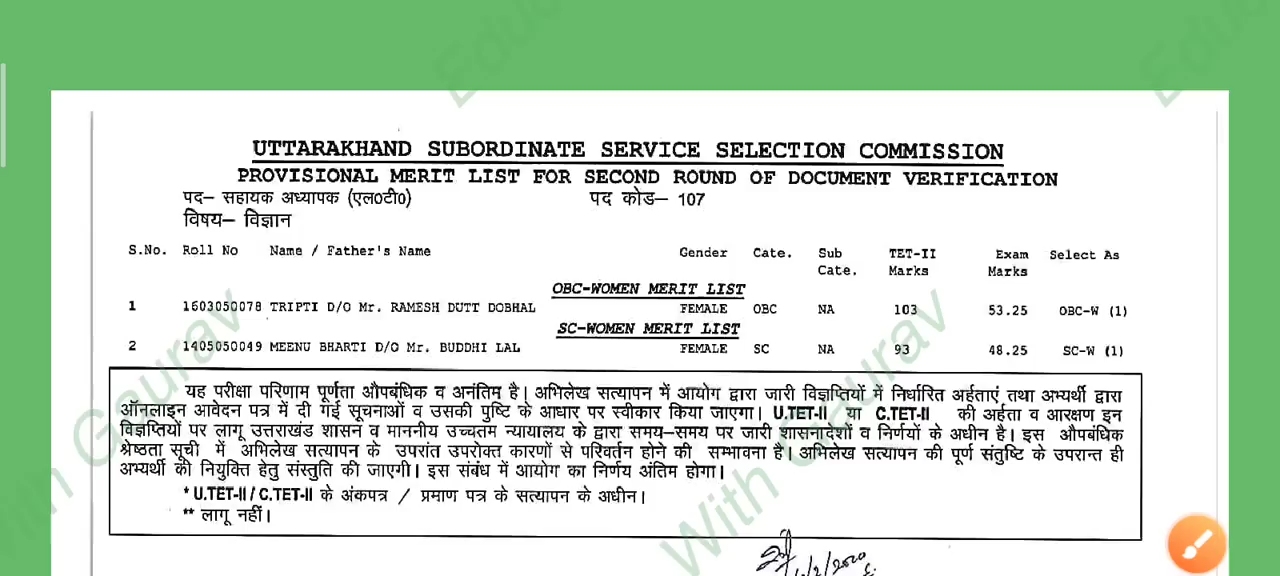 UTTARAKHAND SUBORDINATE SERVICE SELECTION COMMISSION
PROVISIONAL MERIT LIST FOR SECOND ROUND OF DOCUMENT VERIFICATION
पद– सहायक अध्यापक (एल0टी0) पद कोड– 107
विषय– विज्ञान
S.No. Roll No Name / Father's Name Gender Cate. Sub Cate. TET-II Marks Exam Marks Select As
OBC-WOMEN MERIT LIST
1 1603050078 TRIPTI D/O Mr. RAMESH DUTT DOBHAL FEMALE OBC NA 103 53.25 OBC-W (1)
SC-WOMEN MERIT LIST
2 1405050049 MEENU BHARTI D/O Mr. BUDDHI LAL FEMALE SC NA 93 48.25 SC-W (1)
यह परीक्षा परिणाम पूर्णता औपबंधिक व अनंतिम है। अभिलेख सत्यापन में आयोग द्वारा जारी विज्ञप्तियों में निर्धारित अर्हताएं तथा अभ्यर्थी द्वारा
ऑनलाइन आवेदन पत्र में दी गई सूचनाओं व उसकी पुष्टि के आधार पर स्वीकार किया जाएगा। U.TET-II या C.TET-II की अर्हता व आरक्षण इन
विज्ञप्तियों पर लागू उत्तराखंड शासन व माननीय उच्चतम न्यायालय के द्वारा समय–समय पर जारी शासनादेशों व निर्णयों के अधीन है। इस औपबंधिक
श्रेष्ठता सूची में अभिलेख सत्यापन के उपरांत उपरोक्त कारणों से परिवर्तन होने की सम्भावना है। अभिलेख सत्यापन की पूर्ण संतुष्टि के उपरान्त ही
अभ्यर्थी की नियुक्ति हेतु संस्तुति की जाएगी। इस संबंध में आयोग का निर्णय अंतिम होगा।
* U.TET-II / C.TET-II के अंकपत्र / प्रमाण पत्र के सत्यापन के अधीन।
** लागू नहीं।
With Gaurav
With Gaurav